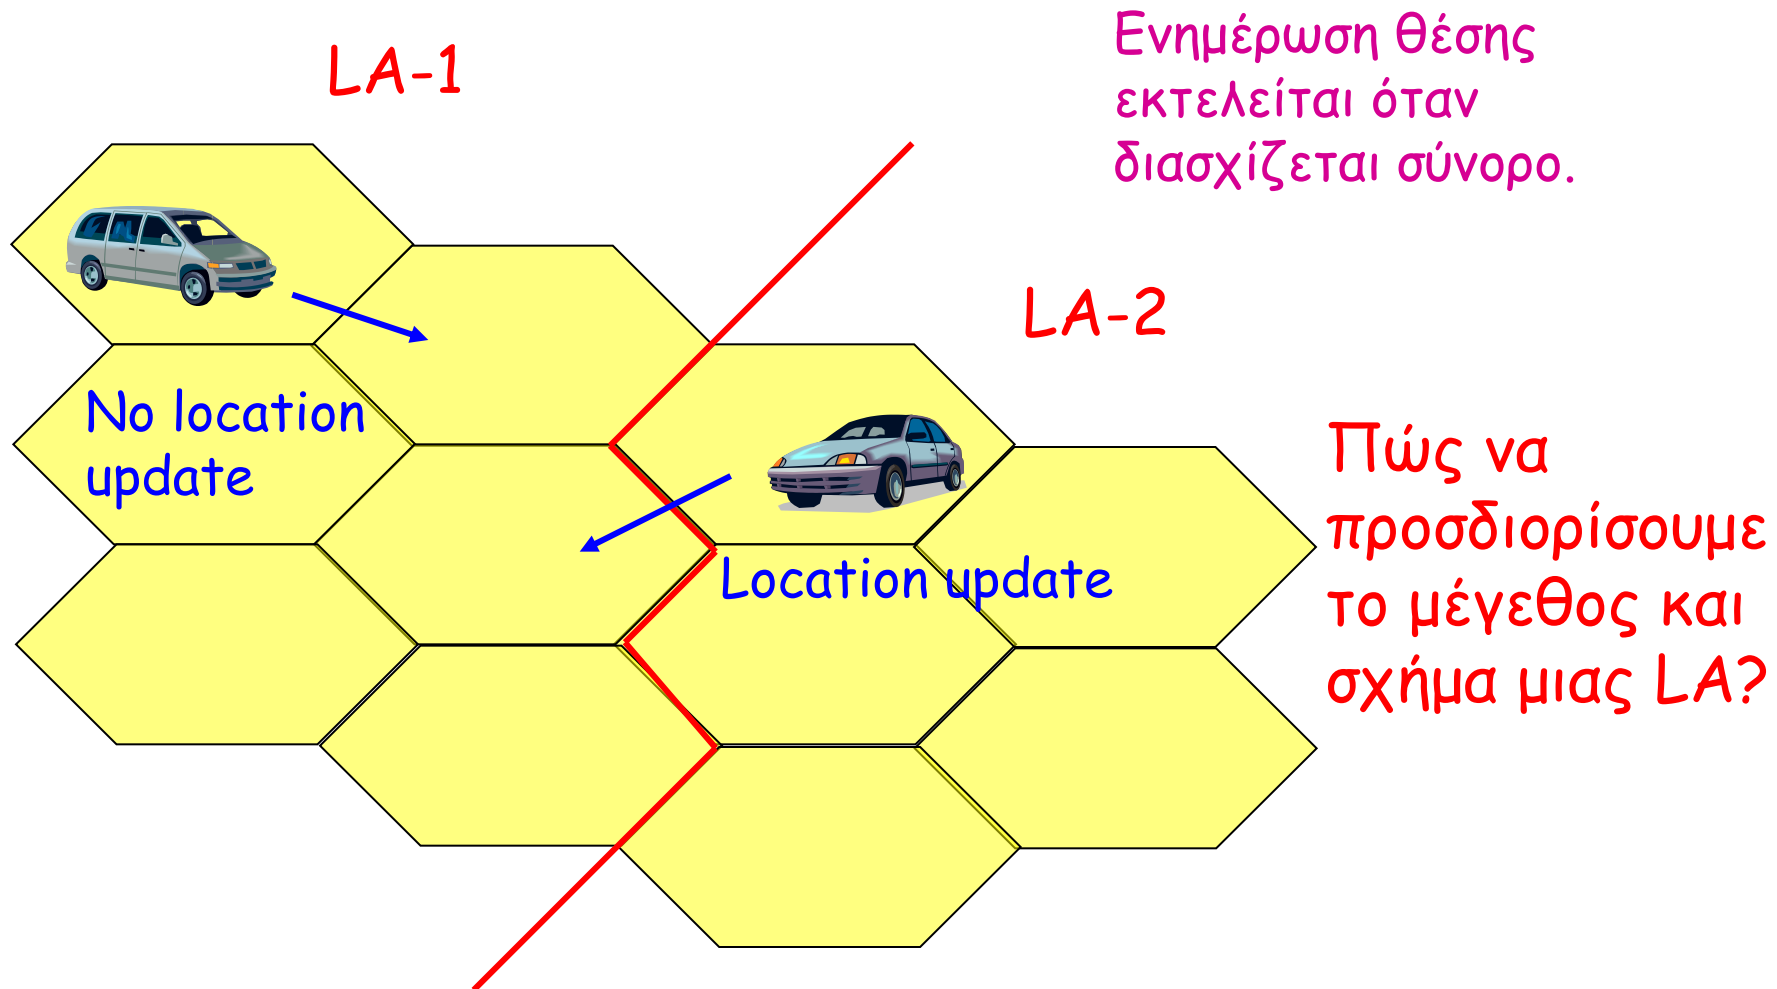 LA-1
Ενημέρωση θέσης
εκτελείται όταν
διασχίζεται σύνορο.
LA-2
No location
update
Location update
Πώς να
προσδιορίσουμε
το μέγεθος και
σχήμα μιας LA?